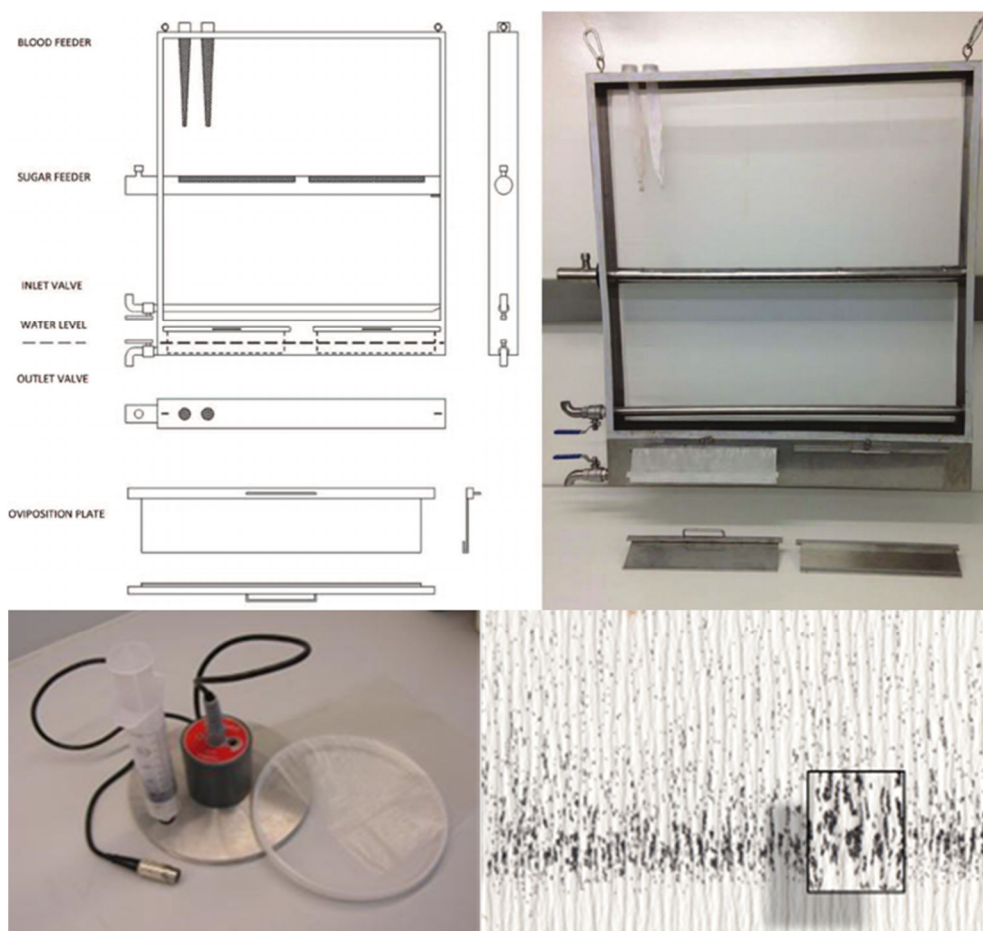 BLOOD FEEDER
SUGAR FEEDER
INLET VALVE
WATER LEVEL
OUTLET VALVE
OVIPOSITION PLATE